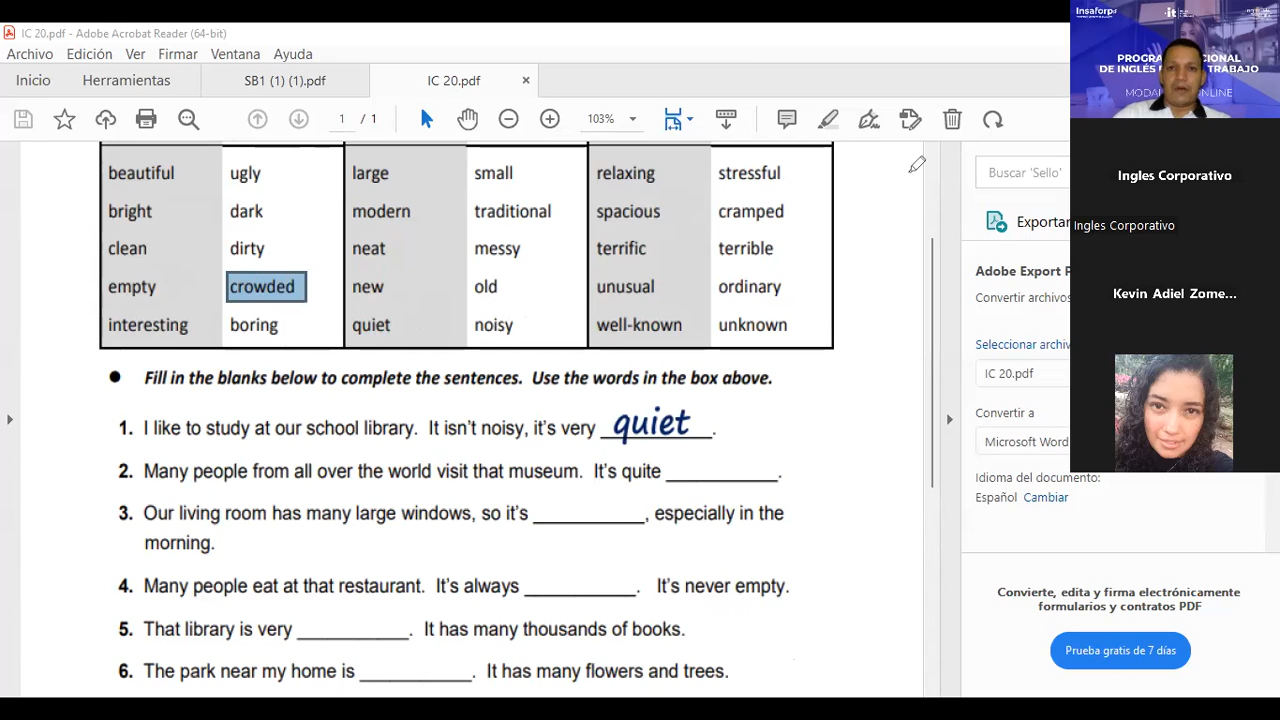 IC 20.pdf - Adobe Acrobat Reader (64-bit)
Archivo Edición Ver Firmar Ventana Ayuda
Inicio Herramientas SB1 (1) (1).pdf IC 20.pdf ×
1 / 1 103%
beautiful ugly large small relaxing stressful
bright dark modern traditional spacious cramped
clean dirty neat messy terrific terrible
empty crowded new old unusual ordinary
interesting boring quiet noisy well-known unknown
● Fill in the blanks below to complete the sentences. Use the words in the box above.
1. I like to study at our school library. It isn't noisy, it's very quiet.
2. Many people from all over the world visit that museum. It's quite ___________.
3. Our living room has many large windows, so it's ___________, especially in the
morning.
4. Many people eat at that restaurant. It's always ___________. It's never empty.
5. That library is very ___________. It has many thousands of books.
6. The park near my home is ___________. It has many flowers and trees.
Buscar 'Sello'
Exportar
Adobe Export P
Convertir archivos
Seleccionar archiv
IC 20.pdf
Convertir a
Microsoft Word
Idioma del documento:
Español Cambiar
Convierte, edita y firma electrónicamente
formularios y contratos PDF
Prueba gratis de 7 días
Insaforp
it
DE INGLÉS
TRABAJO
Ingles Corporativo
Ingles Corporativo
Kevin Adiel Zome...